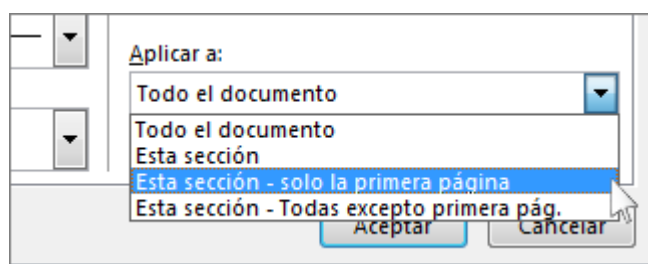 Aplicar a:
Todo el documento
Todo el documento
Esta sección
Esta sección - solo la primera página
Esta sección - Todas excepto primera pág.
Aceptar Cancelar